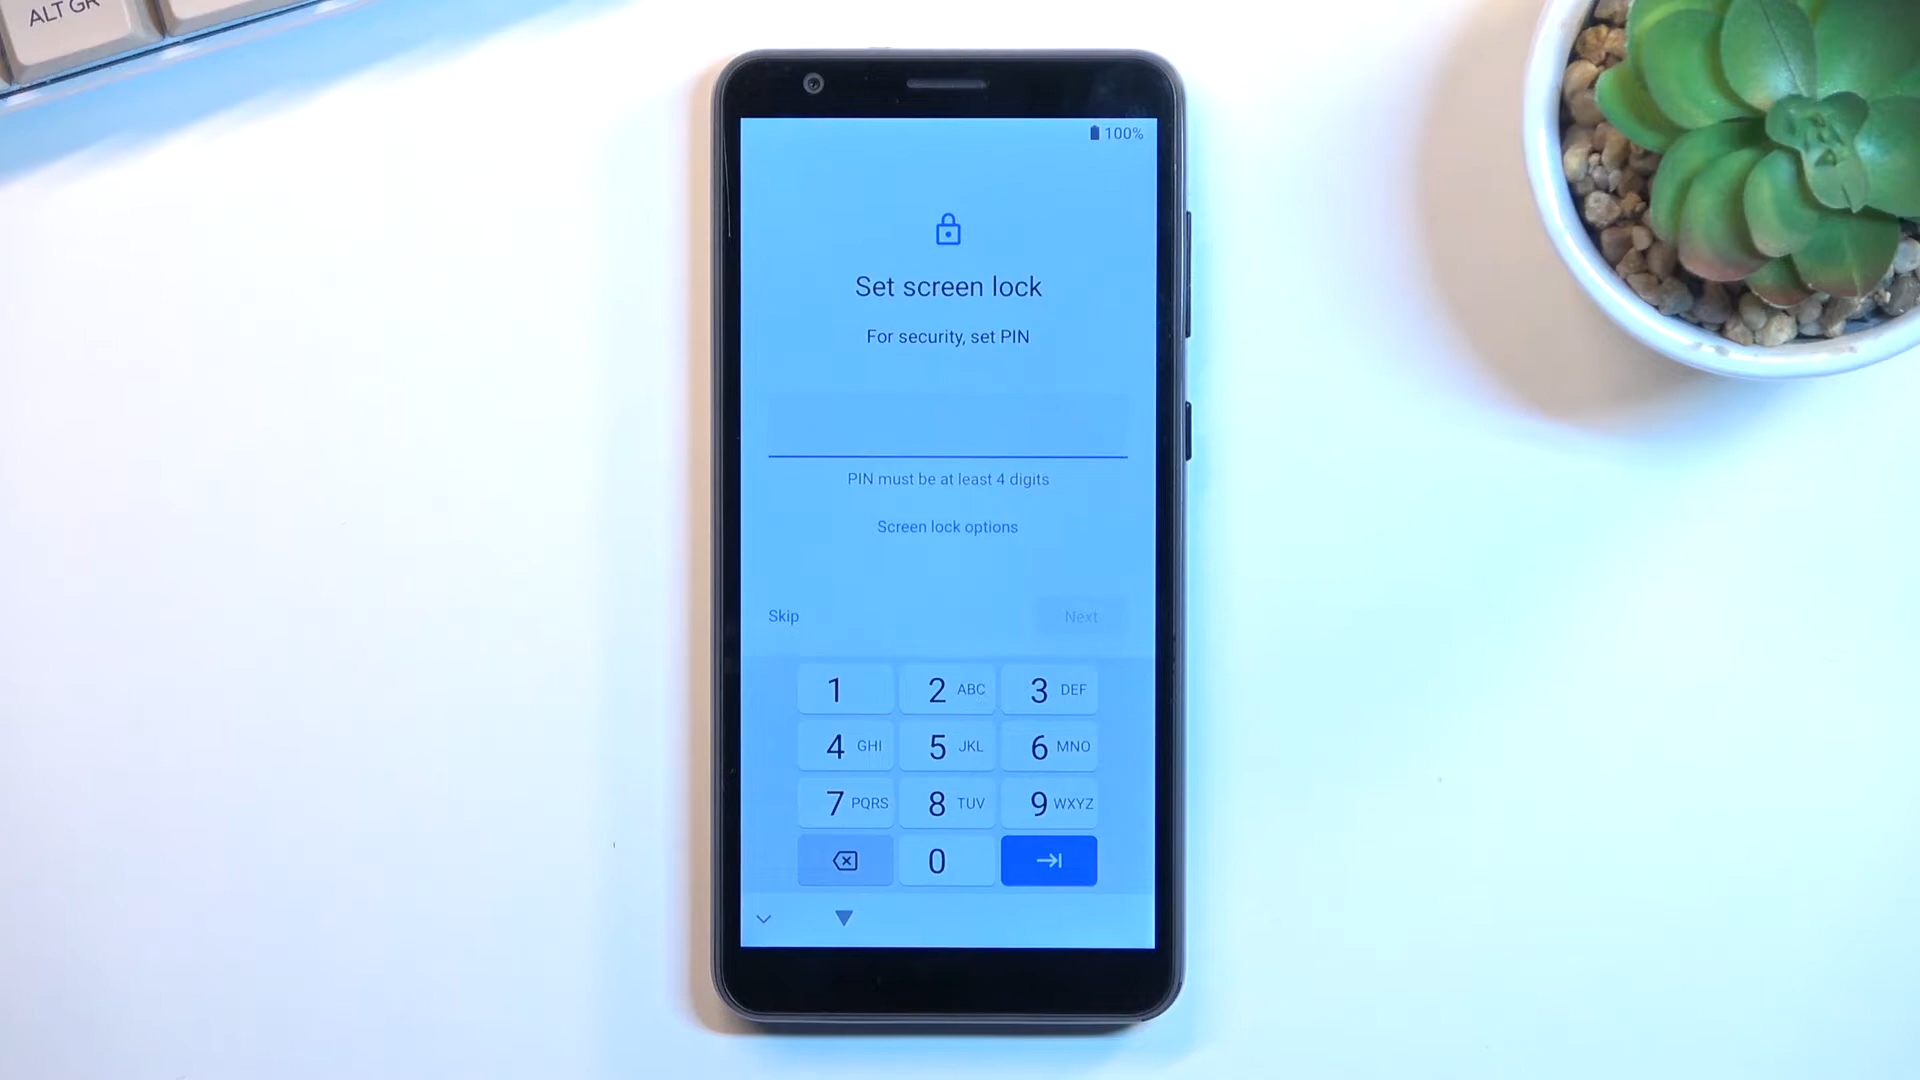 ALT GR
100%
Set screen lock
For security, set PIN
PIN must be at least 4 digits
Screen lock options
Skip Next
1 2 ABC 3 DEF
4 GHI 5 JKL 6 MNO
7 PQRS 8 TUV 9 WXYZ
0